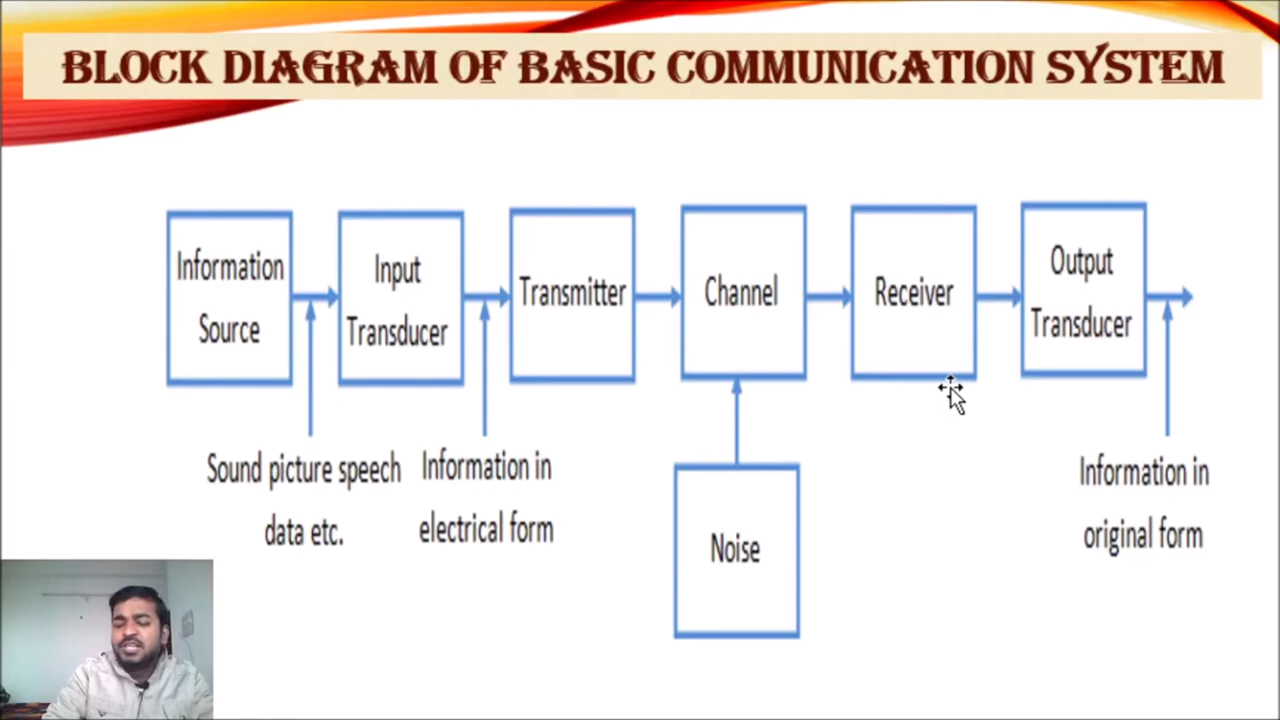 BLOCK DIAGRAM OF BASIC COMMUNICATION SYSTEM
Information
Source
Input
Transducer
Transmitter
Channel
Receiver
Output
Transducer
Sound picture speech
data etc.
Information in
electrical form
Noise
Information in
original form